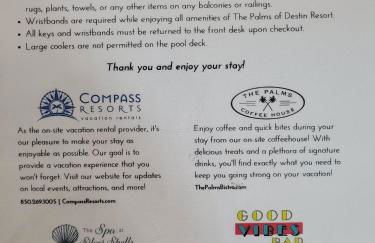 rugs, plants, towels, or any other items on any balconies or railings.
• Wristbands are required while enjoying all amenities of The Palms of Destin Resort.
• All keys and wristbands must be returned to the front desk upon checkout.
• Large coolers are not permitted on the pool deck.
Thank you and enjoy your stay!
COMPASS
RESORTS
vacation rentals
As the on-site vacation rental provider, it's
our pleasure to make your stay as
enjoyable as possible. Our goal is to
provide a vacation experience that you
won't forget. Visit our website for updates
on local events, attractions, and more!
850.269.1005 | CompassResorts.com
THE PALMS
COFFEE HOUSE
Enjoy coffee and quick bites during your
stay from our on-site coffeehouse! With
delicious treats and a plethora of signature
drinks, you'll find exactly what you need to
keep you going strong on your vacation!
ThePalmsBistro.com
The Spa at
Silver Shells
GOOD
VIBES
BAR